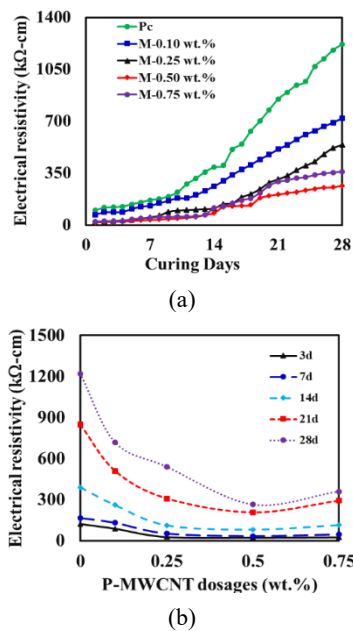 Electrical resistivity (kΩ-cm)
1400
1050
700
350
0
Pc
M-0.10 wt.%
M-0.25 wt.%
M-0.50 wt.%
M-0.75 wt.%
0 7 14 21 28
Curing Days
(a)
Electrical resistivity (kΩ-cm)
1500
1200
900
600
300
0
3d
7d
14d
21d
28d
0 0.25 0.5 0.75
P-MWCNT dosages (wt.%)
(b)